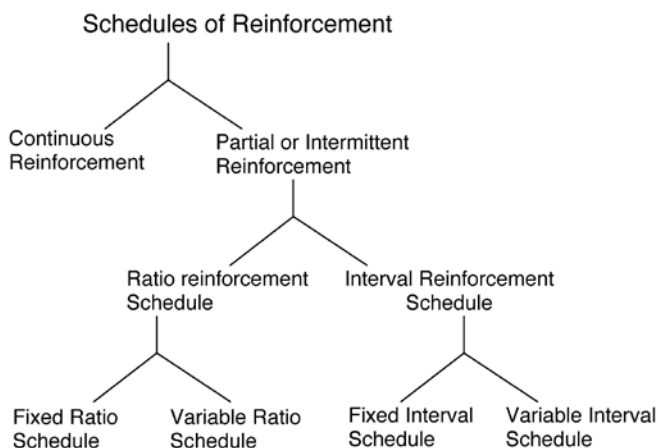 Schedules of Reinforcement
Continuous
Reinforcement
Partial or Intermittent
Reinforcement
Ratio reinforcement
Schedule
Interval Reinforcement
Schedule
Fixed Ratio
Schedule
Variable Ratio
Schedule
Fixed Interval
Schedule
Variable Interval
Schedule